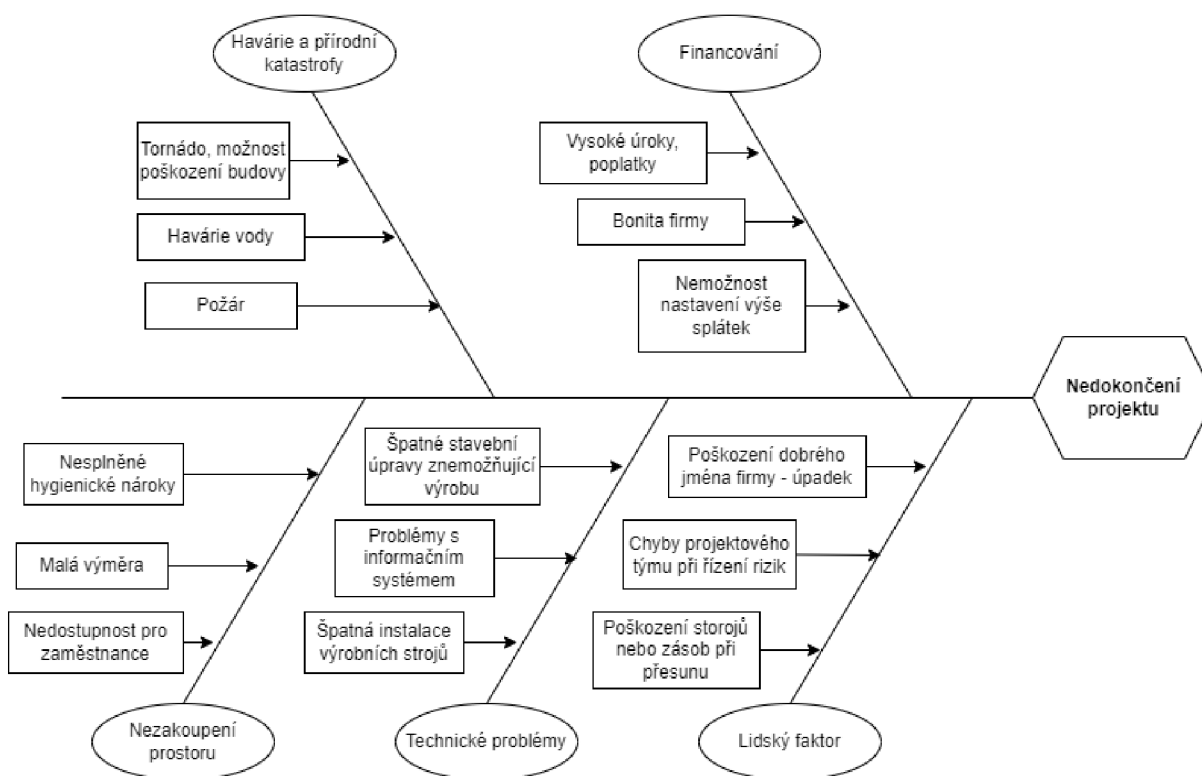 Havárie a přírodní
katastrofy
Financování
Tornádo, možnost
poškození budovy
Vysoké úroky,
poplatky
Havárie vody
Bonita firmy
Požár
Nemožnost
nastavení výše
splátek
Nedokončení
projektu
Nesplněné
hygienické nároky
Špatné stavební
úpravy znemožňující
výrobu
Poškození dobrého
jména firmy - úpadek
Malá výměra
Problémy s
informačním
systémem
Chyby projektového
týmu při řízení rizik
Nedostupnost pro
zaměstnance
Špatná instalace
výrobních strojů
Poškození storojů
nebo zásob při
přesunu
Nezakoupení
prostoru
Technické problémy
Lidský faktor